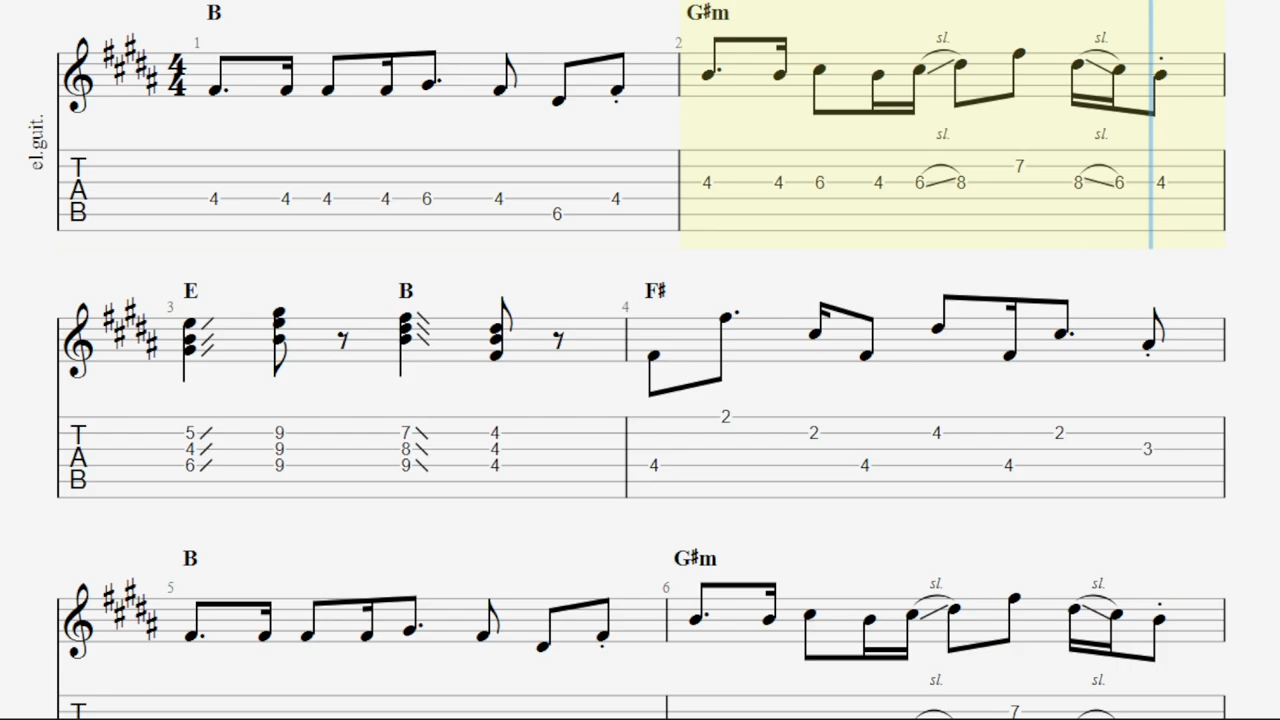 B G♯m
1 2
sl. sl.
4
4
el.guit.
sl. sl.
T
A
B
4 4 4 4 6 4 6 4
4 4 6 4 6 8 7 8 6 4
E B F♯
3 4
T
A
B
5 9 7 4
4 9 8 4
6 9 9 4
4 2 2 4 4 4 2 3
B G♯m
5 6
sl. sl.
sl. sl.
T
7